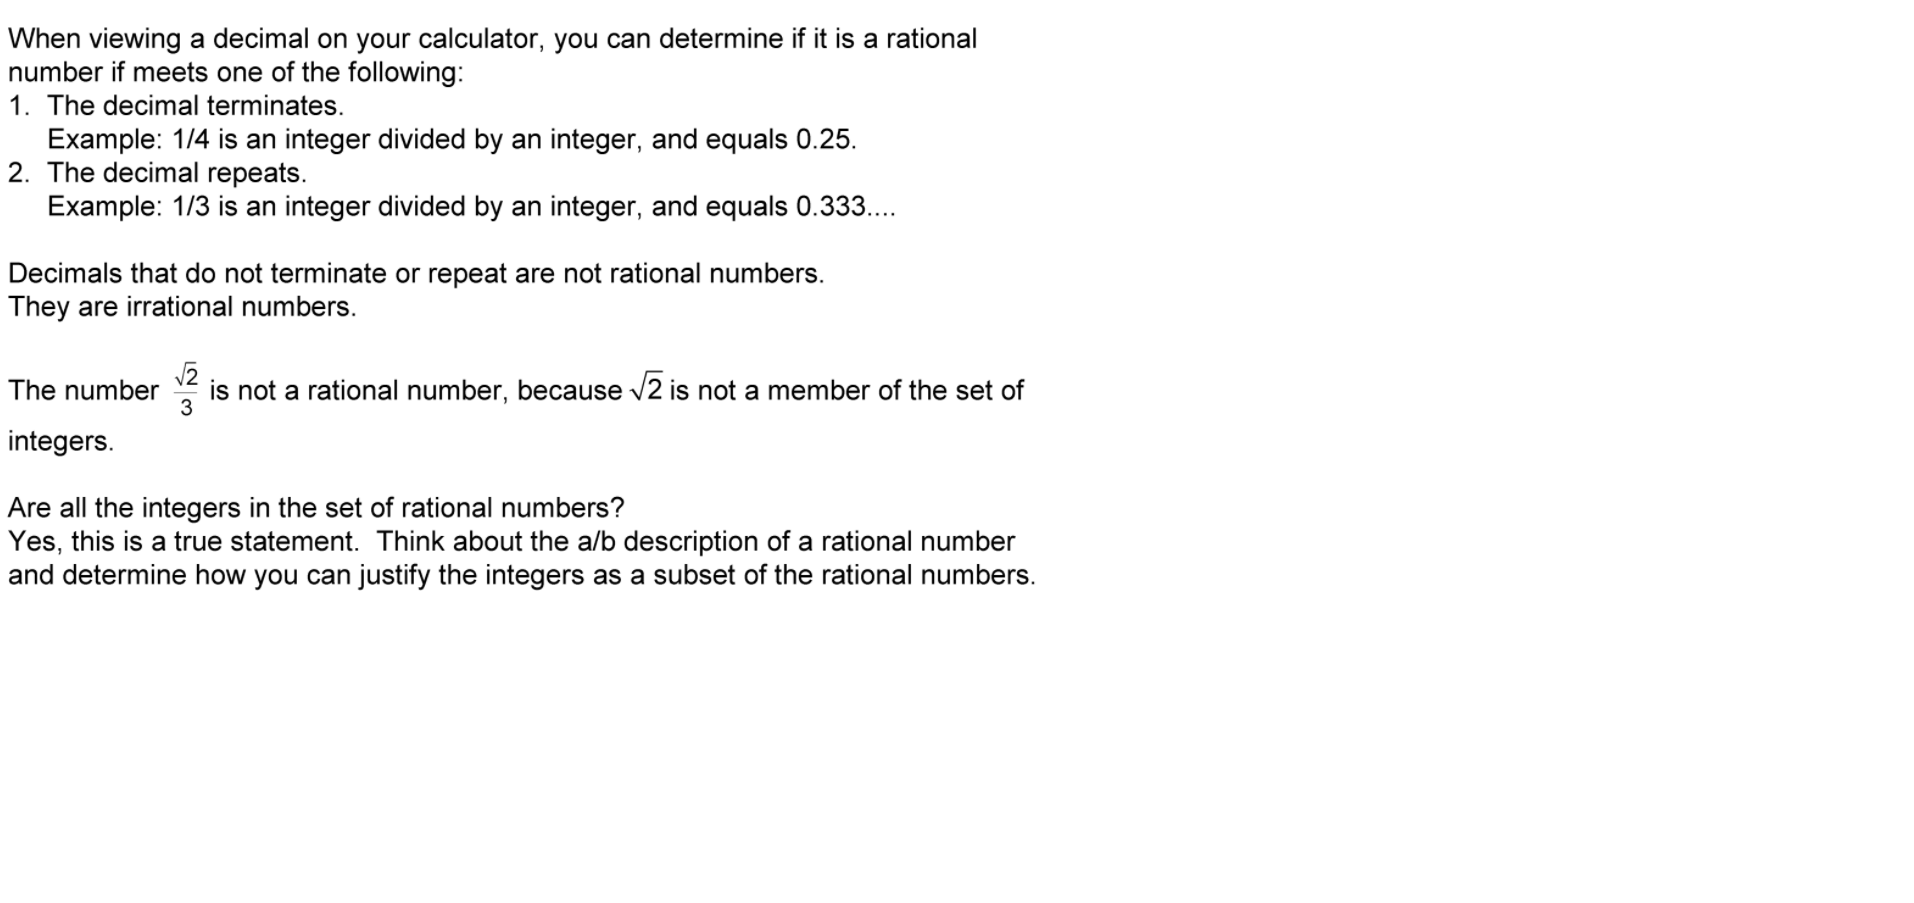 When viewing a decimal on your calculator, you can determine if it is a rational
number if meets one of the following:
1. The decimal terminates.
Example: 1/4 is an integer divided by an integer, and equals 0.25.
2. The decimal repeats.
Example: 1/3 is an integer divided by an integer, and equals 0.333....
Decimals that do not terminate or repeat are not rational numbers.
They are irrational numbers.
The number √2/3 is not a rational number, because √2 is not a member of the set of
integers.
Are all the integers in the set of rational numbers?
Yes, this is a true statement. Think about the a/b description of a rational number
and determine how you can justify the integers as a subset of the rational numbers.